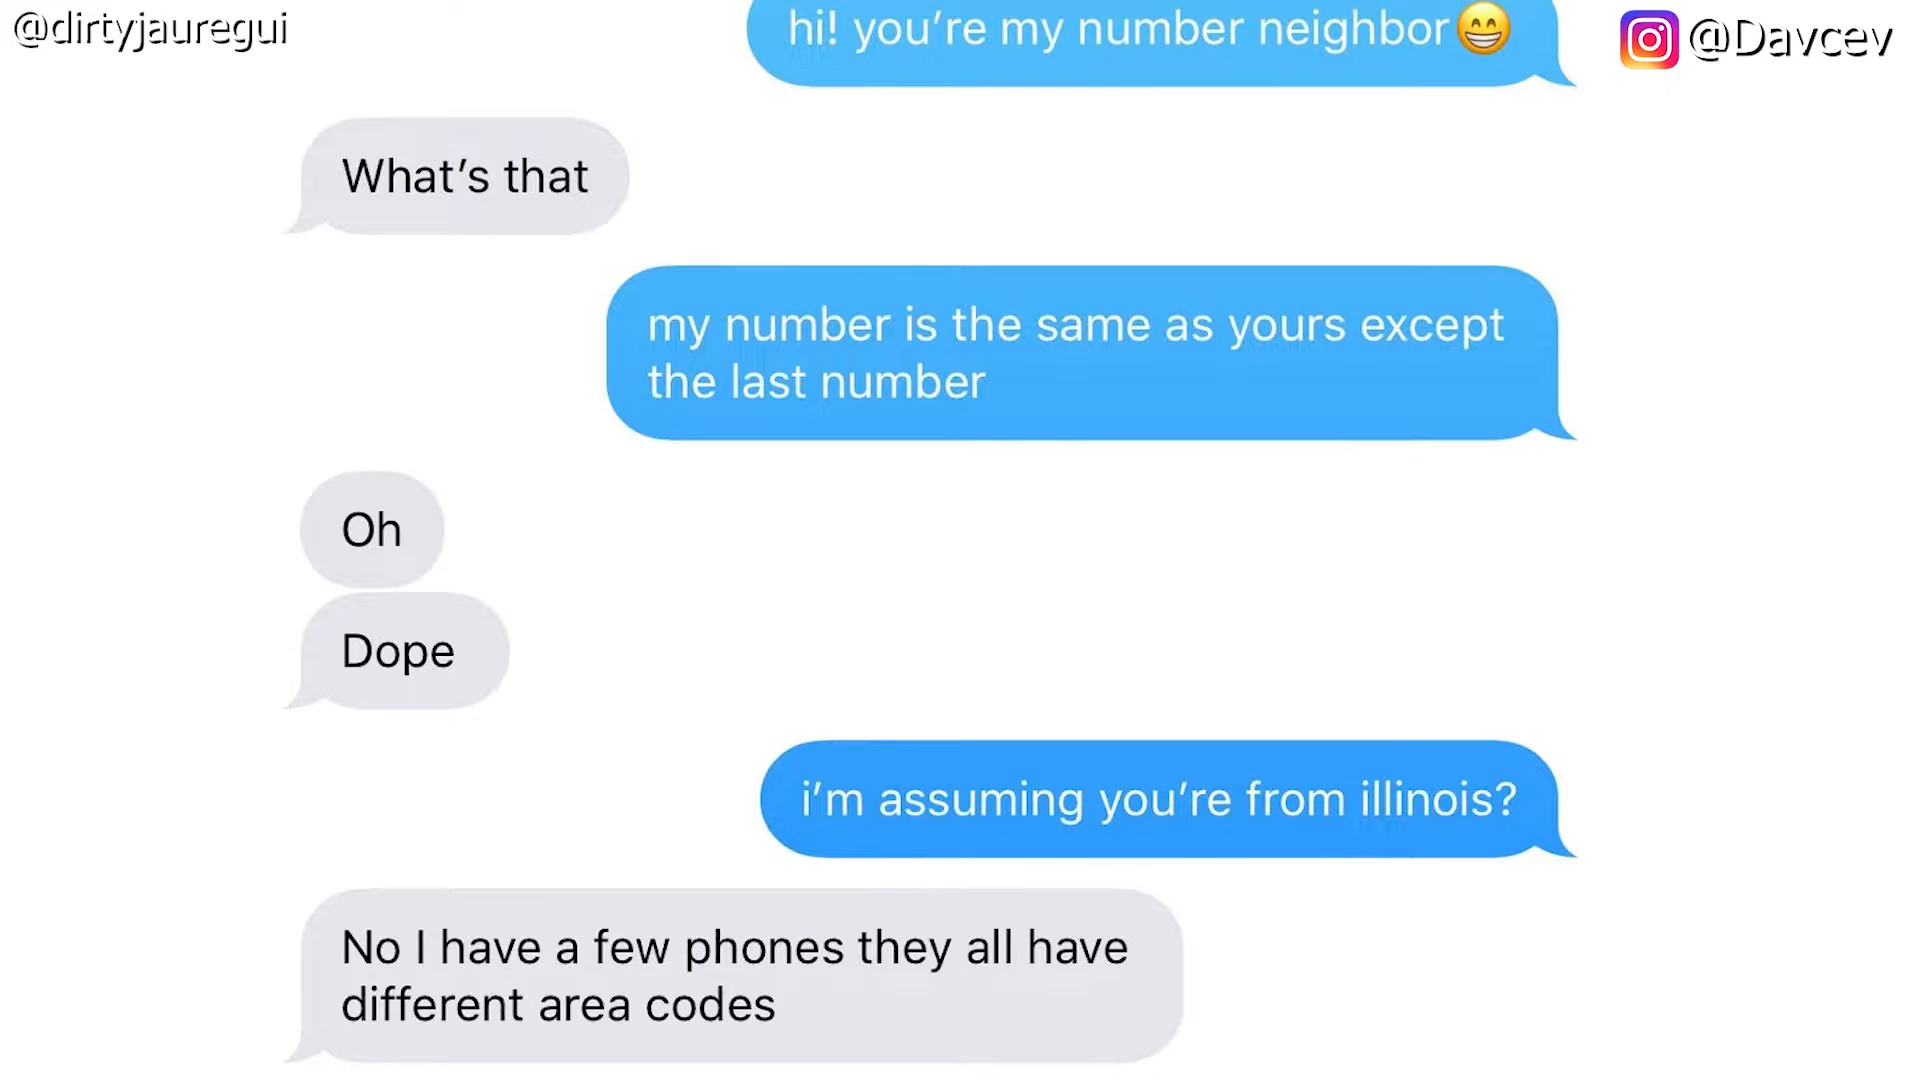 @dirtyjauregui
@Davcev
hi! you’re my number neighbor😁
What’s that
my number is the same as yours except
the last number
Oh
Dope
i’m assuming you’re from illinois?
No I have a few phones they all have
different area codes